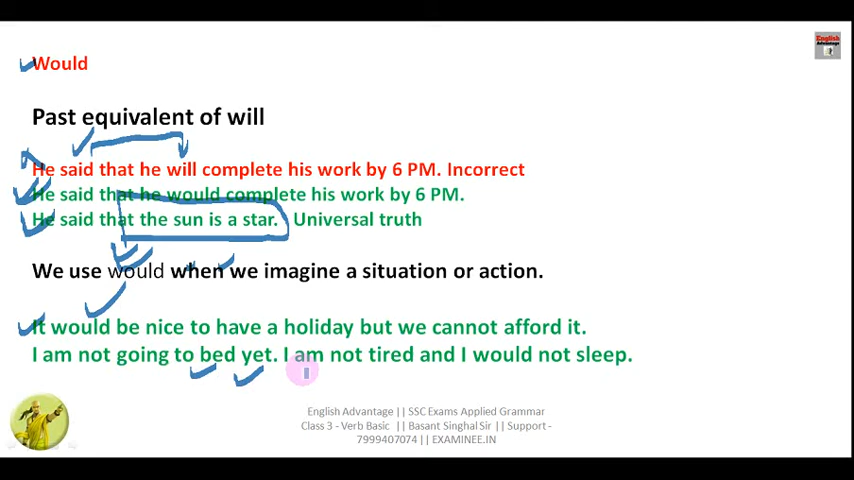 English
Advantage
Would
Past equivalent of will
He said that he will complete his work by 6 PM. Incorrect
He said that he would complete his work by 6 PM.
He said that the sun is a star. Universal truth
We use would when we imagine a situation or action.
It would be nice to have a holiday but we cannot afford it.
I am not going to bed yet. I am not tired and I would not sleep.
English Advantage || SSC Exams Applied Grammar
Class 3 - Verb Basic || Basant Singhal Sir || Support -
7999407074 || EXAMINEE.IN